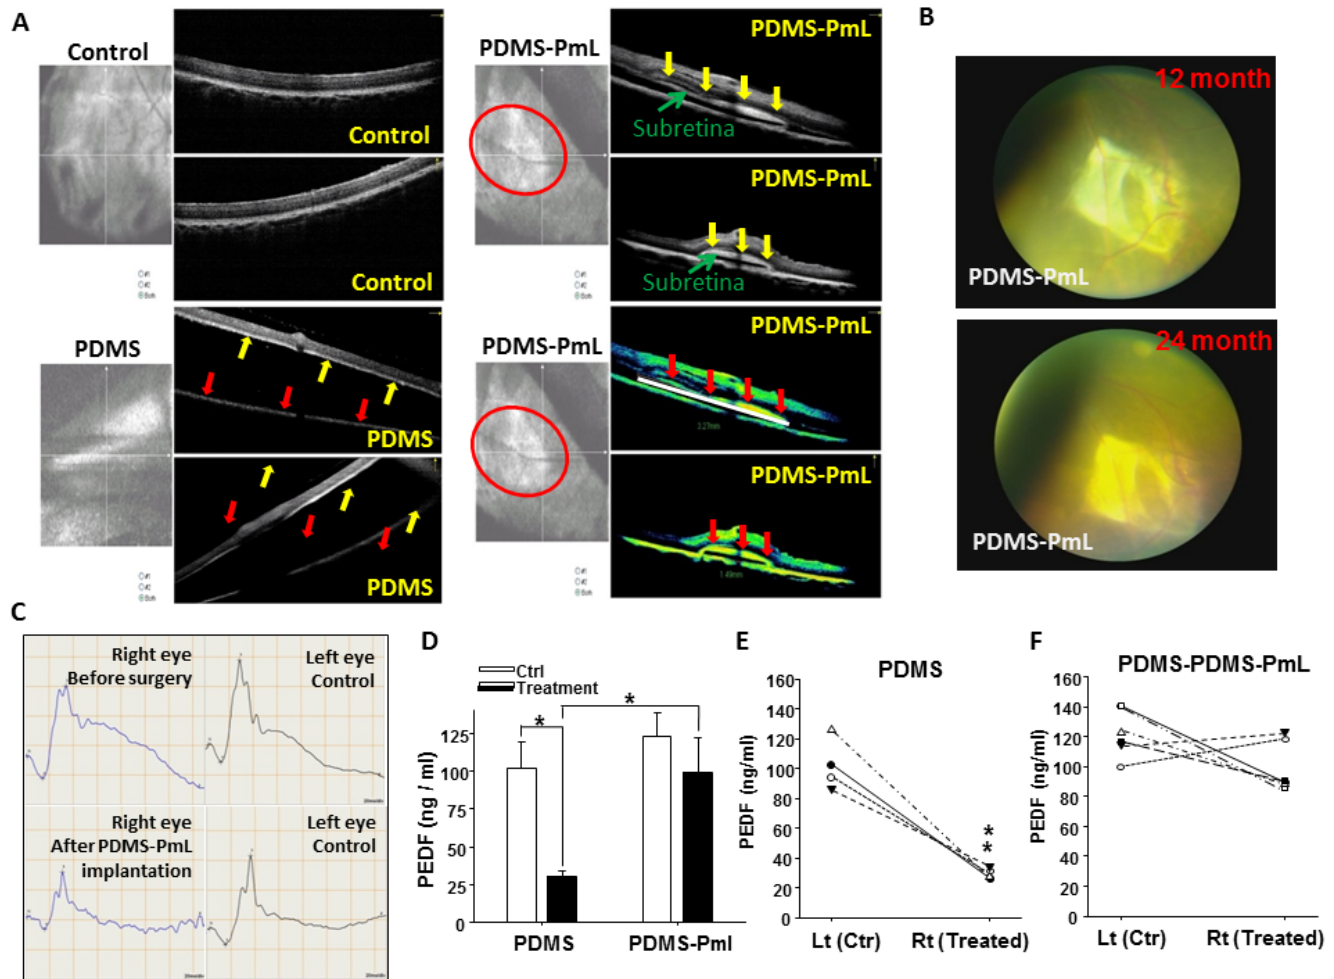 A
Control
Control
Control
PDMS
PDMS
PDMS
PDMS-PmL
PDMS-PmL
Subretina
PDMS-PmL
Subretina
PDMS-PmL
PDMS-PmL
3.27mm
PDMS-PmL
1.49mm
B
12 month
PDMS-PmL
24 month
PDMS-PmL
C
Right eye
Before surgery
Left eye
Control
Right eye
After PDMS-PmL
implantation
Left eye
Control
D
Ctrl
Treatment
*
*
PEDF (ng / ml)
125
100
75
50
25
0
PDMS
PDMS-Pml
E
PDMS
PEDF (ng/ml)
160
140
120
100
80
60
40
20
0
*
*
Lt (Ctr)
Rt (Treated)
F
PDMS-PDMS-PmL
PEDF (ng/ml)
160
140
120
100
80
60
40
20
0
Lt (Ctr)
Rt (Treated)